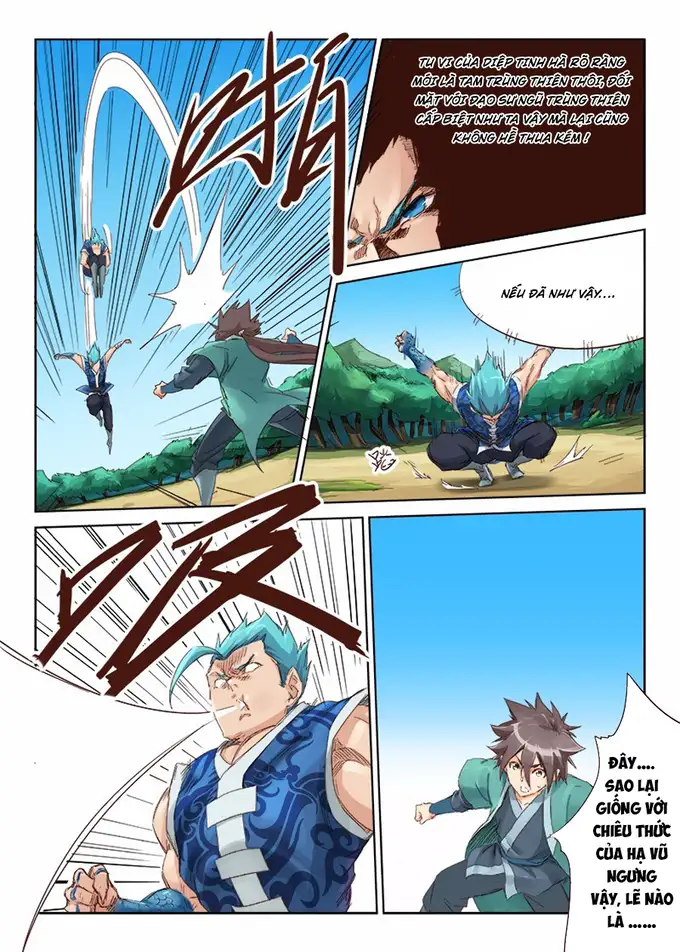 啪
TU VI CỦA DIỆP TINH HÀ RÕ RÀNG
MỚI LÀ TAM TRÙNG THIÊN THÔI, ĐỐI
MẶT VỚI ĐẠO SƯ NGŨ TRÙNG THIÊN
CẤP BIỆT NHƯ TA VẬY MÀ LẠI CŨNG
KHÔNG HỀ THUA KÉM !
NẾU ĐÃ NHƯ VẬY....
吸
ĐÂY....
SAO LẠI
GIỐNG VỚI
CHIÊU THỨC
CỦA HẠ VŨ
NGƯNG
VẬY, LẼ NÀO
LÀ ......